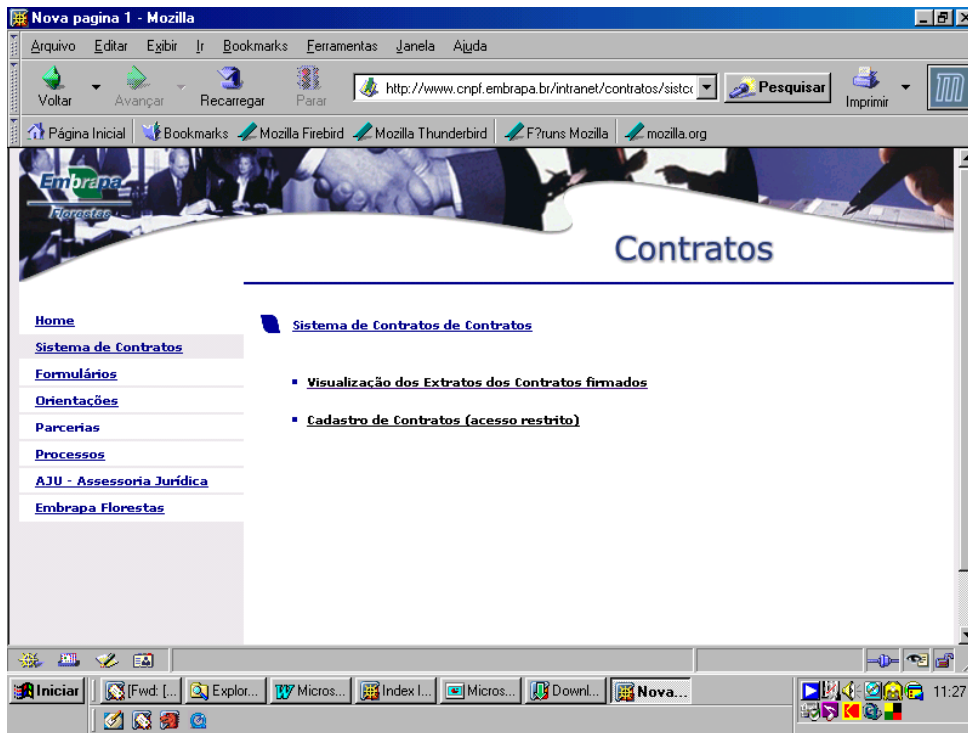 Nova pagina 1 - Mozilla
Arquivo Editar Exibir Ir Bookmarks Ferramentas Janela Ajuda
Voltar Avançar Recarregar Parar http://www.cnpf.embrapa.br/intranet/contratos/sistco Pesquisar Imprimir
Página Inicial Bookmarks Mozilla Firebird Mozilla Thunderbird F?runs Mozilla mozilla.org
Embrapa
Florestas
Contratos
Home
Sistema de Contratos de Contratos
Sistema de Contratos
Formulários
Visualização dos Extratos dos Contratos firmados
Orientações
Cadastro de Contratos (acesso restrito)
Parcerias
Processos
AJU - Assessoria Jurídica
Embrapa Florestas
Iniciar [Fwd: [... Explor... Micros... Index I... Micros... Downl... Nova... 11:27